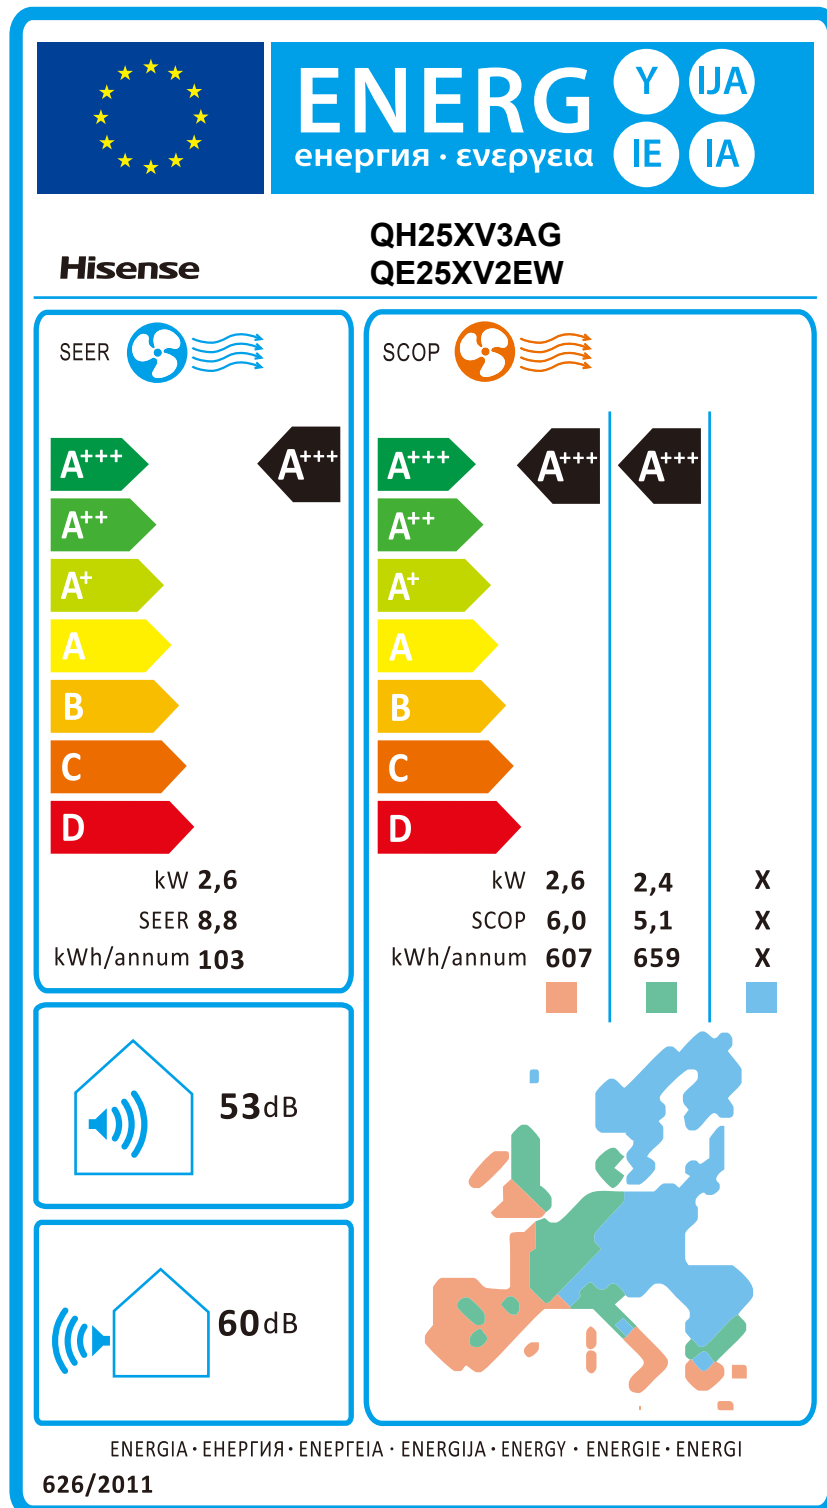 ENERG
енергия · ενεργεια
Y IJA
IE IA
Hisense
QH25XV3AG
QE25XV2EW
SEER
A+++
A+++
A++
A+
A
B
C
D
kW 2,6
SEER 8,8
kWh/annum 103
SCOP
A+++
A+++
A+++
A++
A+
A
B
C
D
kW 2,6 2,4 X
SCOP 6,0 5,1 X
kWh/annum 607 659 X
53dB
60dB
ENERGIA · ЕНЕРГИЯ · ΕΝΕΡΓΕΙΑ · ENERGIJA · ENERGY · ENERGIE · ENERGI
626/2011